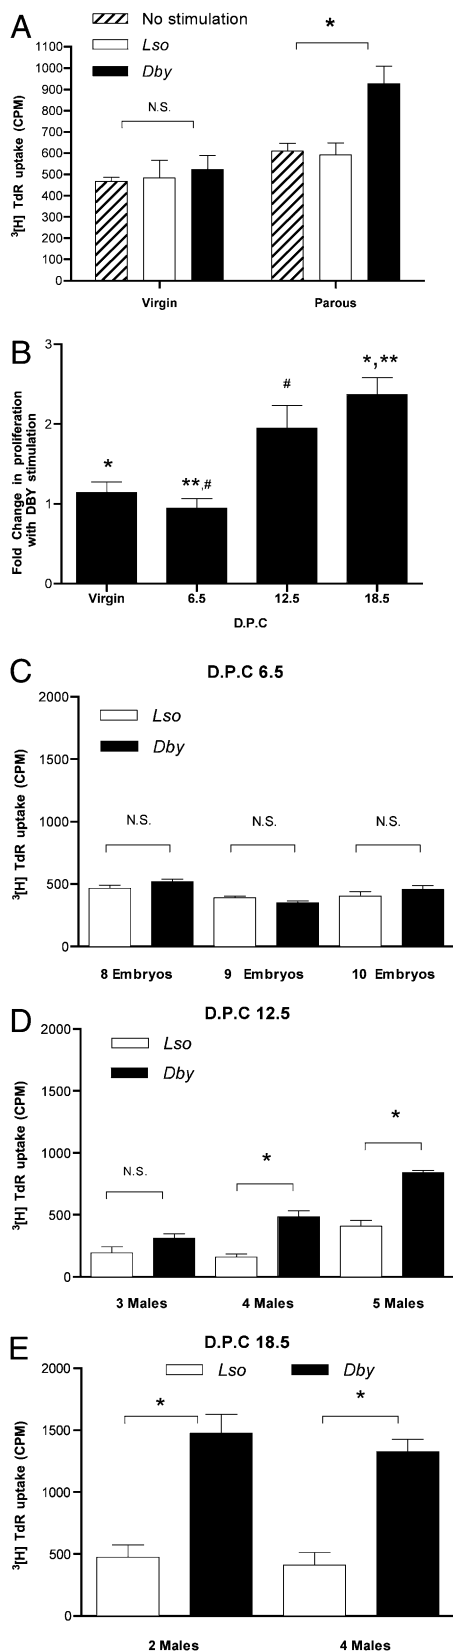 A
No stimulation
Lso
Dby
*
N.S.
³[H] TdR uptake (CPM)
1100
1000
900
800
700
600
500
400
300
200
100
0
Virgin Parous
B
Fold Change in proliferation
with DBY stimulation
3
2
1
0
*
**,#
#
*,**
Virgin 6.5 12.5 18.5
D.P.C
C
D.P.C 6.5
³[H] TdR uptake (CPM)
2000
1500
1000
500
0
Lso
Dby
N.S. N.S. N.S.
8 Embryos 9 Embryos 10 Embryos
D
D.P.C 12.5
³[H] TdR uptake (CPM)
2000
1500
1000
500
0
Lso
Dby
N.S. * *
3 Males 4 Males 5 Males
E
D.P.C 18.5
³[H] TdR uptake (CPM)
2000
1500
1000
500
0
Lso Dby
* *
2 Males 4 Males